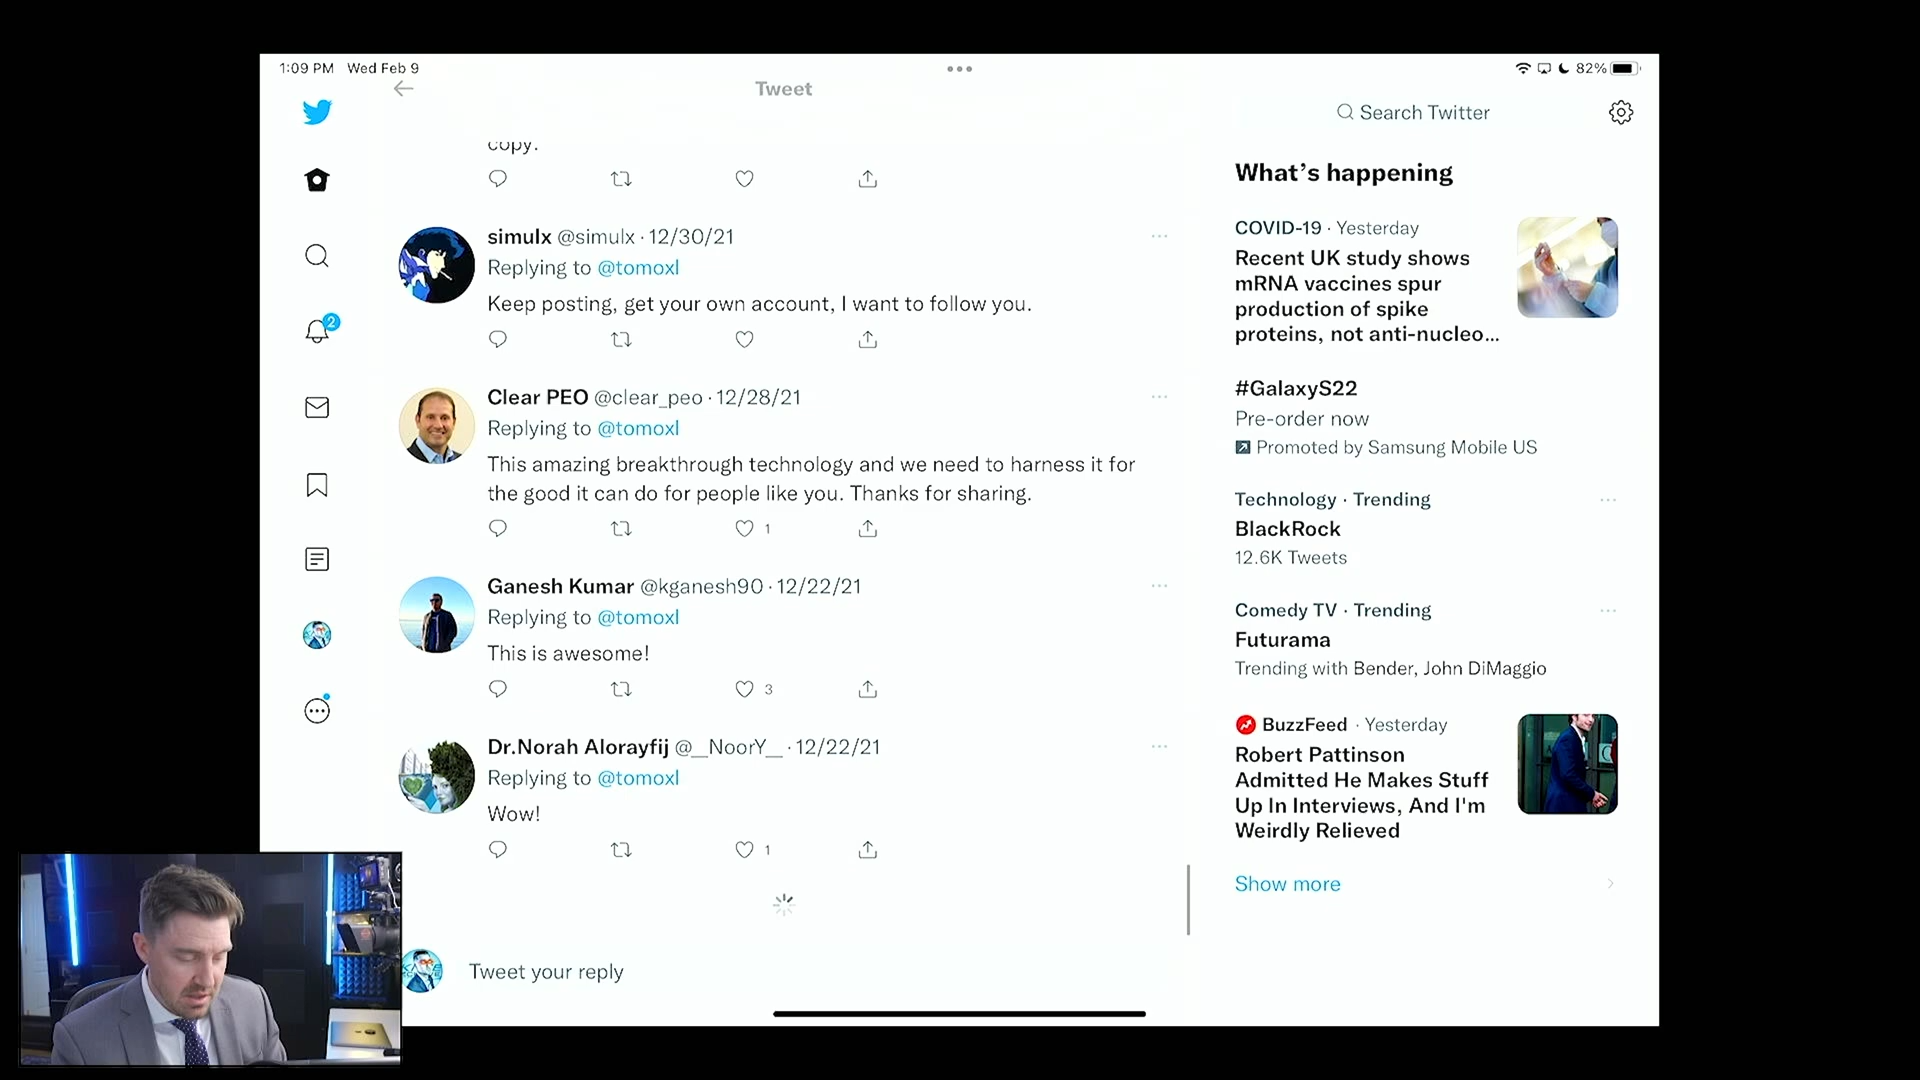 1:09 PM Wed Feb 9
82%
Tweet
Search Twitter
copy.
simulx @simulx · 12/30/21
Replying to @tomoxl
Keep posting, get your own account, I want to follow you.
Clear PEO @clear_peo · 12/28/21
Replying to @tomoxl
This amazing breakthrough technology and we need to harness it for
the good it can do for people like you. Thanks for sharing.
1
Ganesh Kumar @kganesh90 · 12/22/21
Replying to @tomoxl
This is awesome!
3
Dr.Norah Alorayfij @__NoorY__ · 12/22/21
Replying to @tomoxl
Wow!
1
Tweet your reply
2
What's happening
COVID-19 · Yesterday
Recent UK study shows
mRNA vaccines spur
production of spike
proteins, not anti-nucleo...
#GalaxyS22
Pre-order now
Promoted by Samsung Mobile US
Technology · Trending
BlackRock
12.6K Tweets
Comedy TV · Trending
Futurama
Trending with Bender, John DiMaggio
BuzzFeed · Yesterday
Robert Pattinson
Admitted He Makes Stuff
Up In Interviews, And I'm
Weirdly Relieved
Show more